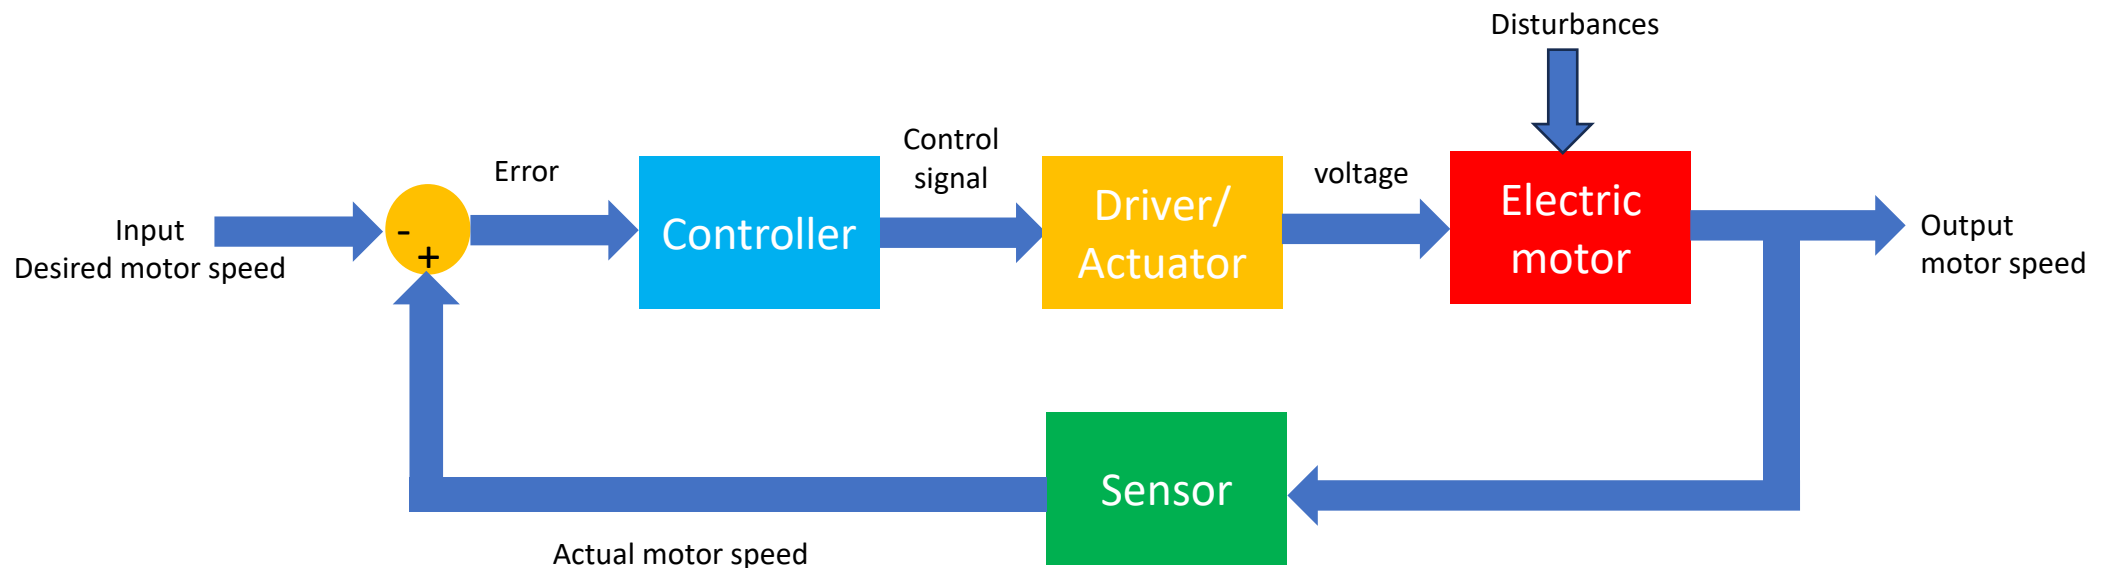 Disturbances
Input
Desired motor speed
-
+
Error
Controller
Control
signal
Driver/
Actuator
voltage
Electric
motor
Output
motor speed
Sensor
Actual motor speed